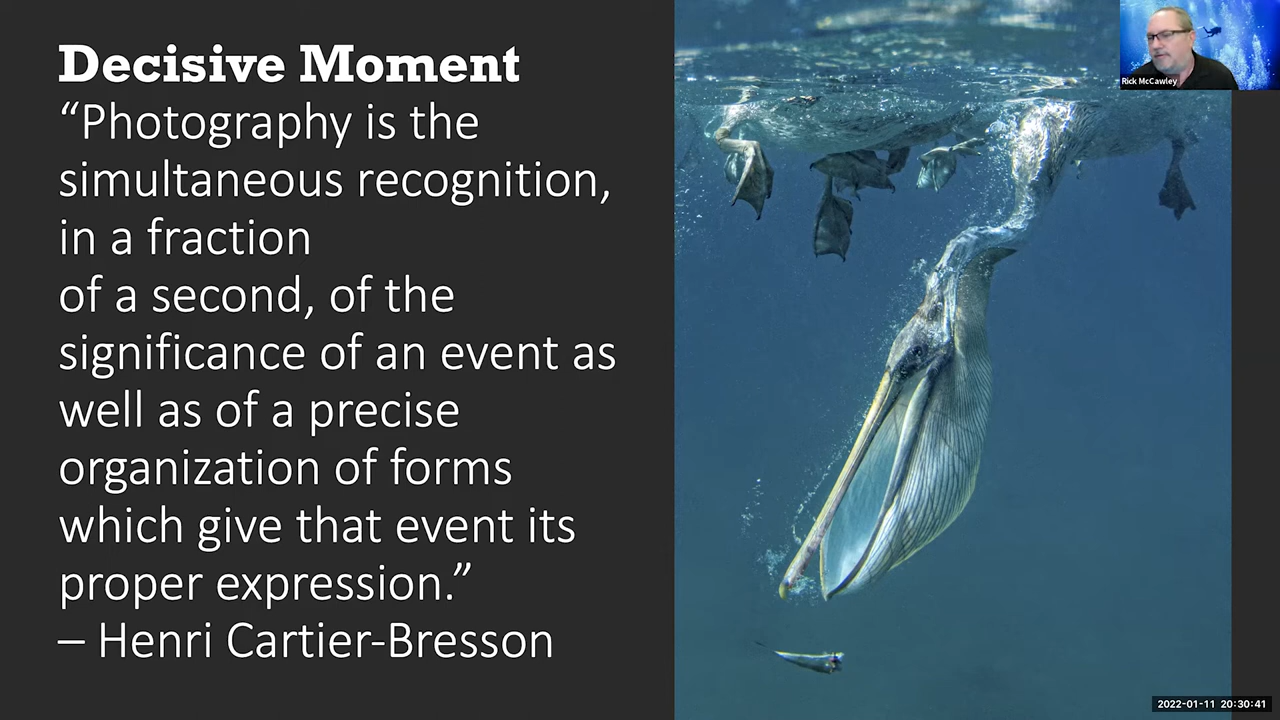 Decisive Moment
“Photography is the
simultaneous recognition,
in a fraction
of a second, of the
significance of an event as
well as of a precise
organization of forms
which give that event its
proper expression.”
– Henri Cartier-Bresson
Rick McCawley
2022-01-11 20:30:41